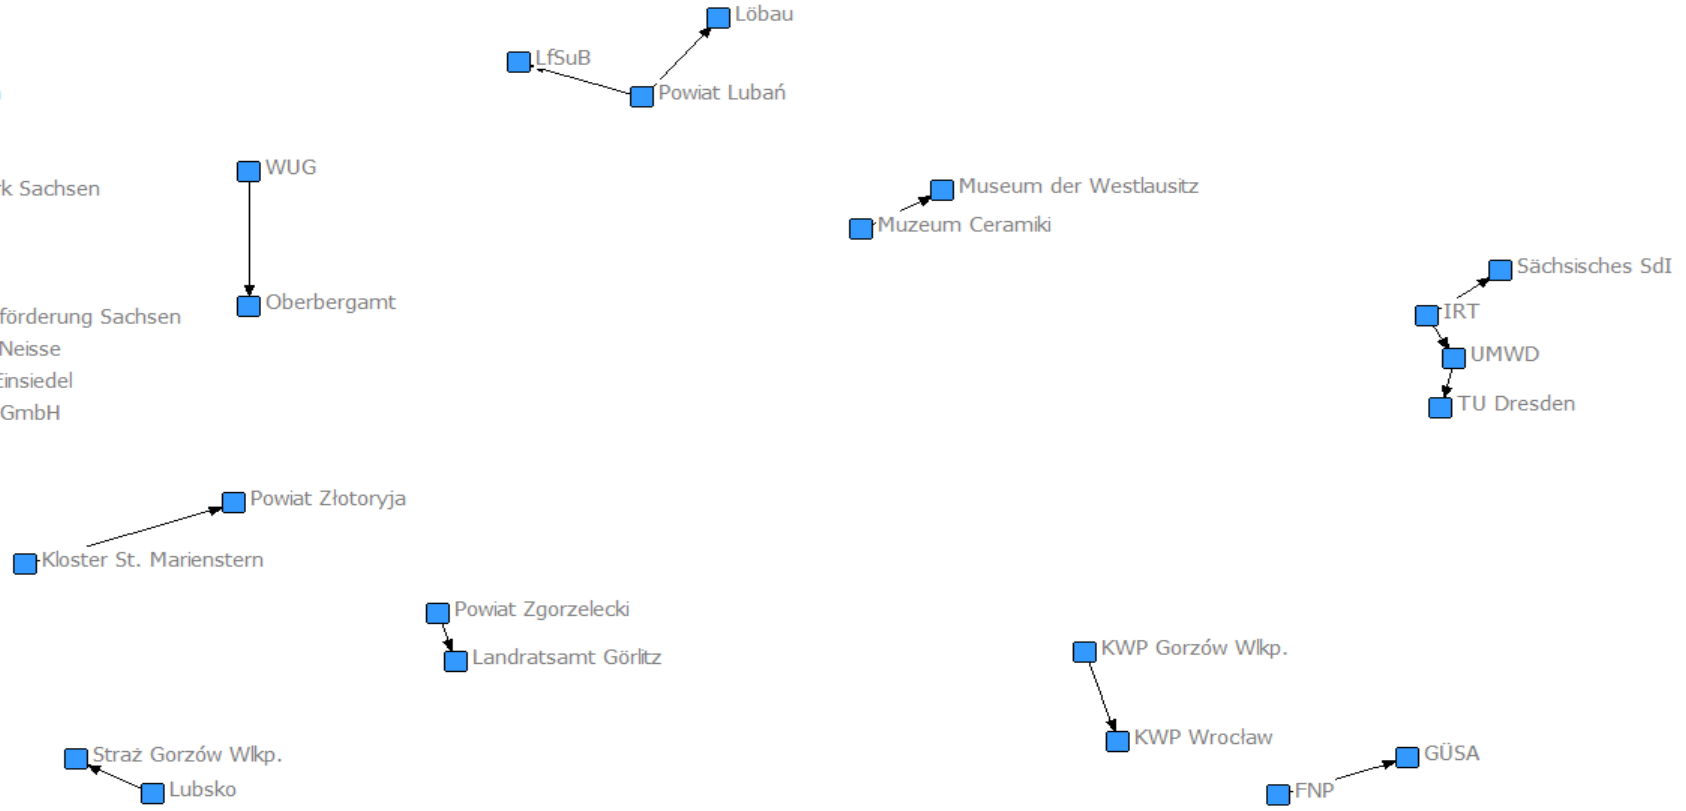 Löbau
LfSuB
Powiat Lubań
WUG
k Sachsen
Museum der Westlausitz
Muzeum Ceramiki
Sächsisches SdI
Oberbergamt
IRT
förderung Sachsen
Neisse
UMWD
Einsiedel
TU Dresden
GmbH
Powiat Złotoryja
Kloster St. Marienstern
Powiat Zgorzelecki
KWP Gorzów Wlkp.
Landratsamt Görlitz
KWP Wrocław
Straż Gorzów Wlkp.
GÜSA
Lubsko
FNP